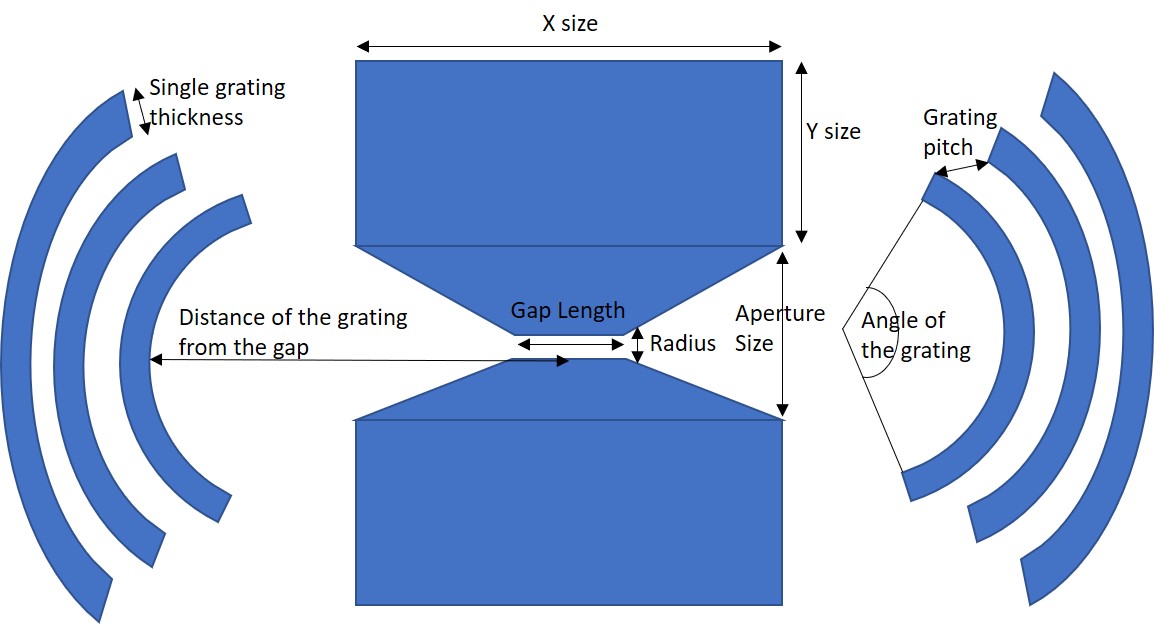 X size
Single grating
thickness
Y size
Grating
pitch
Distance of the grating
from the gap
Gap Length
Radius
Aperture
Size
Angle of
the grating